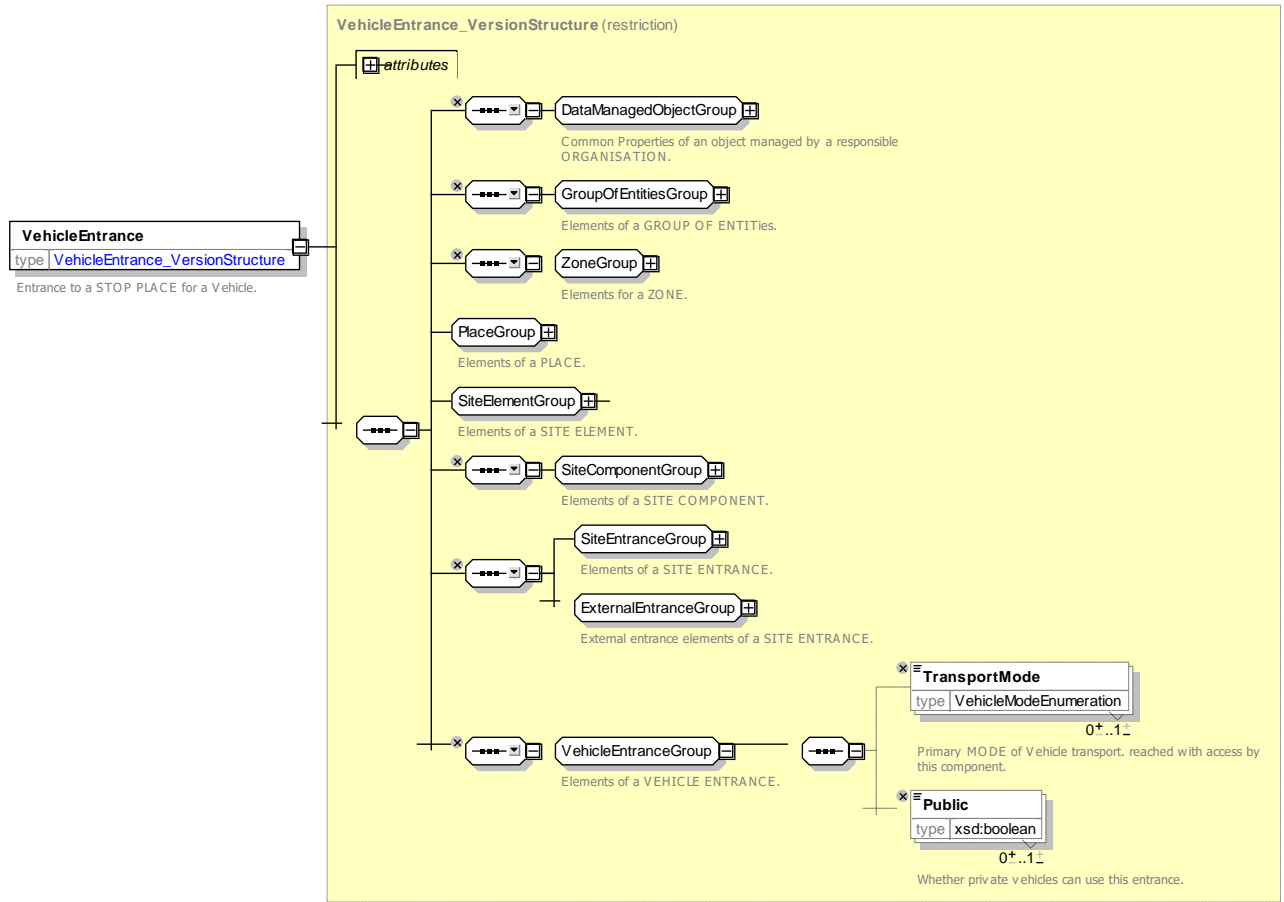 VehicleEntrance_VersionStructure (restriction)
attributes
DataManagedObjectGroup
Common Properties of an object managed by a responsible
ORGANISATION.
GroupOfEntitiesGroup
Elements of a GROUP OF ENTITies.
VehicleEntrance
type VehicleEntrance_VersionStructure
Entrance to a STOP PLACE for a Vehicle.
ZoneGroup
Elements for a ZONE.
PlaceGroup
Elements of a PLACE.
SiteElementGroup
Elements of a SITE ELEMENT.
SiteComponentGroup
Elements of a SITE COMPONENT.
SiteEntranceGroup
Elements of a SITE ENTRANCE.
ExternalEntranceGroup
External entrance elements of a SITE ENTRANCE.
VehicleEntranceGroup
Elements of a VEHICLE ENTRANCE.
TransportMode
type VehicleModeEnumeration
0±..1±
Primary MODE of Vehicle transport. reached with access by
this component.
Public
type xsd:boolean
0±..1±
Whether private vehicles can use this entrance.